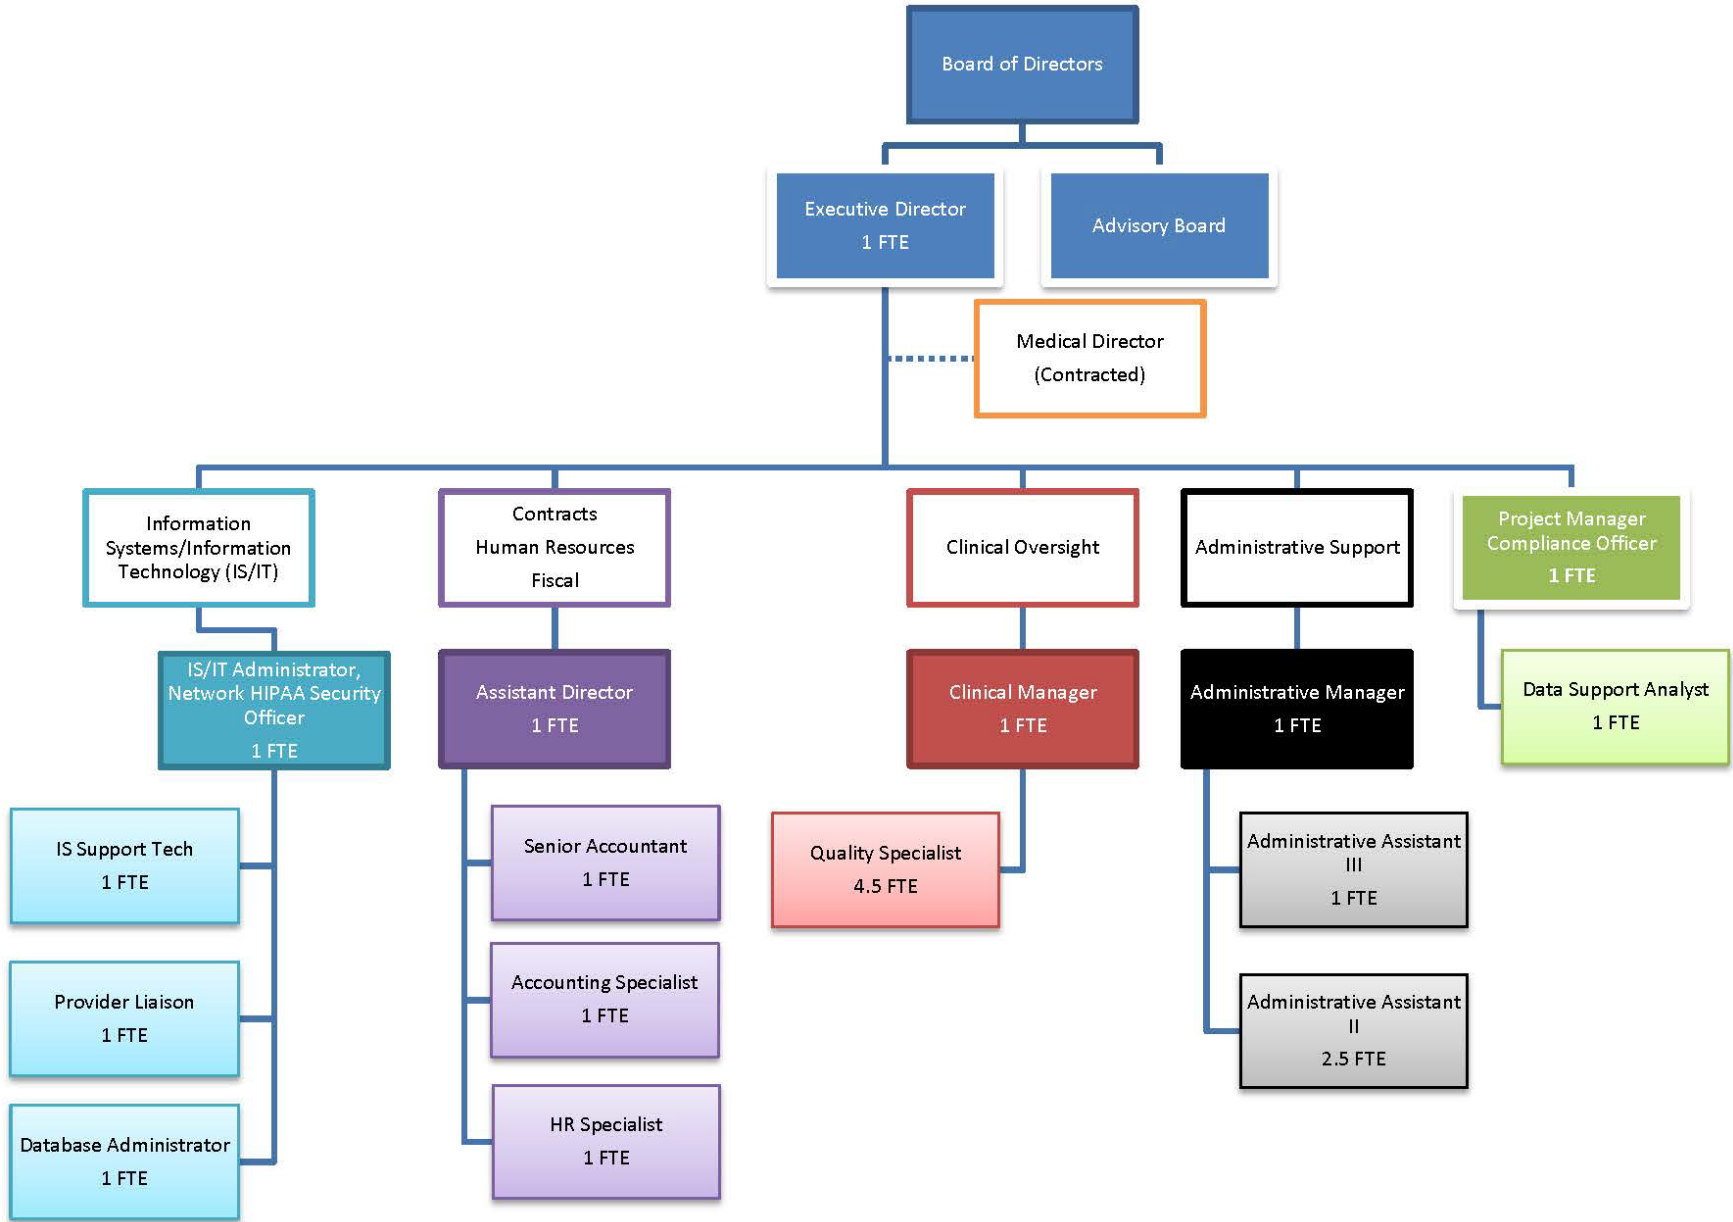 Board of Directors
Executive Director
1 FTE
Advisory Board
Medical Director
(Contracted)
Information
Systems/Information
Technology (IS/IT)
Contracts
Human Resources
Fiscal
Clinical Oversight
Administrative Support
Project Manager
Compliance Officer
1 FTE
IS/IT Administrator,
Network HIPAA Security
Officer
1 FTE
Assistant Director
1 FTE
Clinical Manager
1 FTE
Administrative Manager
1 FTE
Data Support Analyst
1 FTE
IS Support Tech
1 FTE
Senior Accountant
1 FTE
Quality Specialist
4.5 FTE
Administrative Assistant
III
1 FTE
Provider Liaison
1 FTE
Accounting Specialist
1 FTE
Administrative Assistant
II
2.5 FTE
Database Administrator
1 FTE
HR Specialist
1 FTE